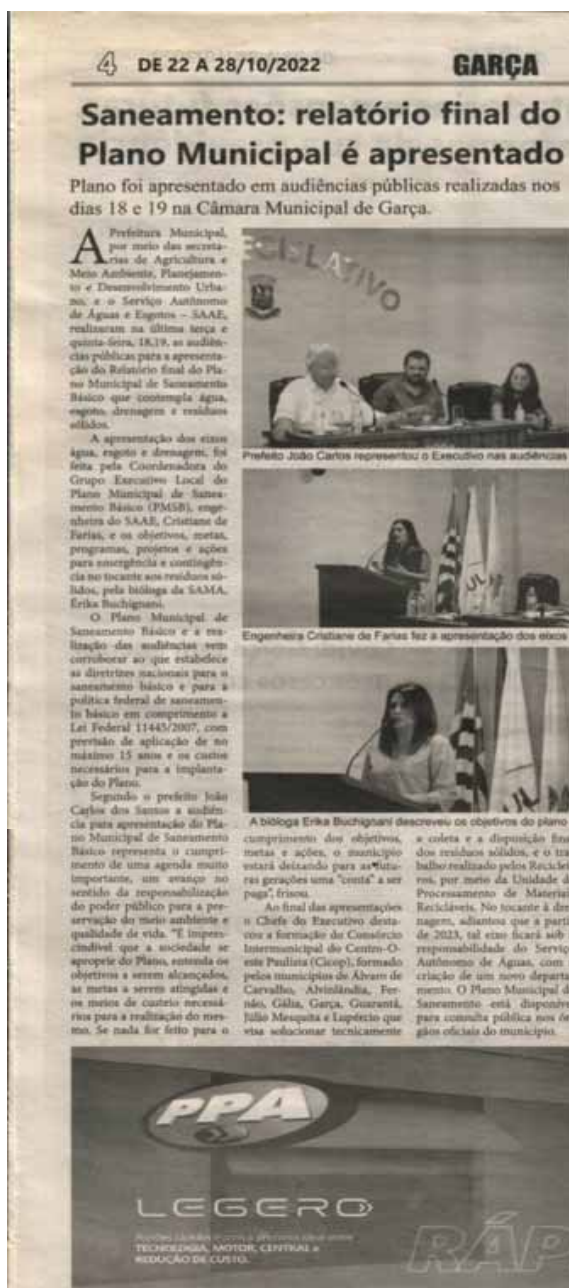 4 DE 22 A 28/10/2022
GARÇA
Saneamento: relatório final do
Plano Municipal é apresentado
Plano foi apresentado em audiências públicas realizadas nos
dias 18 e 19 na Câmara Municipal de Garça.
A Prefeitura Municipal,
por meio das secreta-
rias de Agricultura e
Meio Ambiente, Planejamen-
to e Desenvolvimento Urba-
no, e o Serviço Autônomo
de Águas e Esgotos – SAAE,
realizaram na última terça e
quinta-feira, 18,19, as audiên-
cias públicas para a apresenta-
ção do Relatório final do Pla-
no Municipal de Saneamento
Básico que contempla água,
esgoto, drenagem e resíduos
sólidos.
A apresentação dos eixos
água, esgoto e drenagem, foi
feita pela Coordenadora do
Grupo Executivo Local do
Plano Municipal de Sanea-
mento Básico (PMSB), enge-
nheira do SAAE, Cristiane de
Farias, e os objetivos, metas,
programas, projetos e ações
para emergência e contingên-
cia no tocante aos resíduos só-
lidos, pela bióloga da SAMA,
Érika Buchignani.
O Plano Municipal de
Saneamento Básico e a rea-
lização das audiências vem
corroborar ao que estabelece
as diretrizes nacionais para o
saneamento básico e para a
política federal de saneamen-
to básico em comprimento a
Lei Federal 11445/2007, com
previsão de aplicação de no
máximo 15 anos e os custos
necessários para a implanta-
ção do Plano.
Segundo o prefeito João
Carlos dos Santos a audiên-
cia para apresentação do Pla-
no Municipal de Saneamento
Básico representa o cumpri-
mento de uma agenda muito
importante, um avanço no
sentido da responsabilização
do poder público para a pre-
servação do meio ambiente e
qualidade de vida. "É impres-
cindível que a sociedade se
aproprie do Plano, entenda os
objetivos a serem alcançados,
as metas a serem atingidas e
os meios de custeio necessá-
rios para a realização do mes-
mo. Se nada for feito para o
EGISLATIVO
Prefeito João Carlos representou o Executivo nas audiências
Engenheira Cristiane de Farias fez a apresentação dos eixos
A bióloga Erika Buchignani descreveu os objetivos do plano
cumprimento dos objetivos,
metas e ações, o município
estará deixando para as futu-
ras gerações uma "conta" a ser
paga", frisou.
Ao final das apresentações
o Chefe do Executivo desta-
cou a formação do Consórcio
Intermunicipal do Centro-O-
este Paulista (Cicop), formado
pelos municípios de Álvaro de
Carvalho, Alvinlândia, Fer-
não, Gália, Garça, Guarantã,
Júlio Mesquita e Lupércio que
visa solucionar tecnicamente
a coleta e a disposição fina
dos resíduos sólidos, e o tra
balho realizado pelos Reciclei
ros, por meio da Unidade d
Processamento de Materiai
Recicláveis. No tocante à dre
nagem, adiantou que a parti
de 2023, tal eixo ficará sob
responsabilidade do Serviç
Autônomo de Águas, com
criação de um novo departa
mento. O Plano Municipal d
Saneamento está disponíve
para consulta pública nos ór
gãos oficiais do município.
PPA
LEGERO
TECNOLOGIA, MOTOR, CENTRAL e
REDUÇÃO DE CUSTO.
RÁP